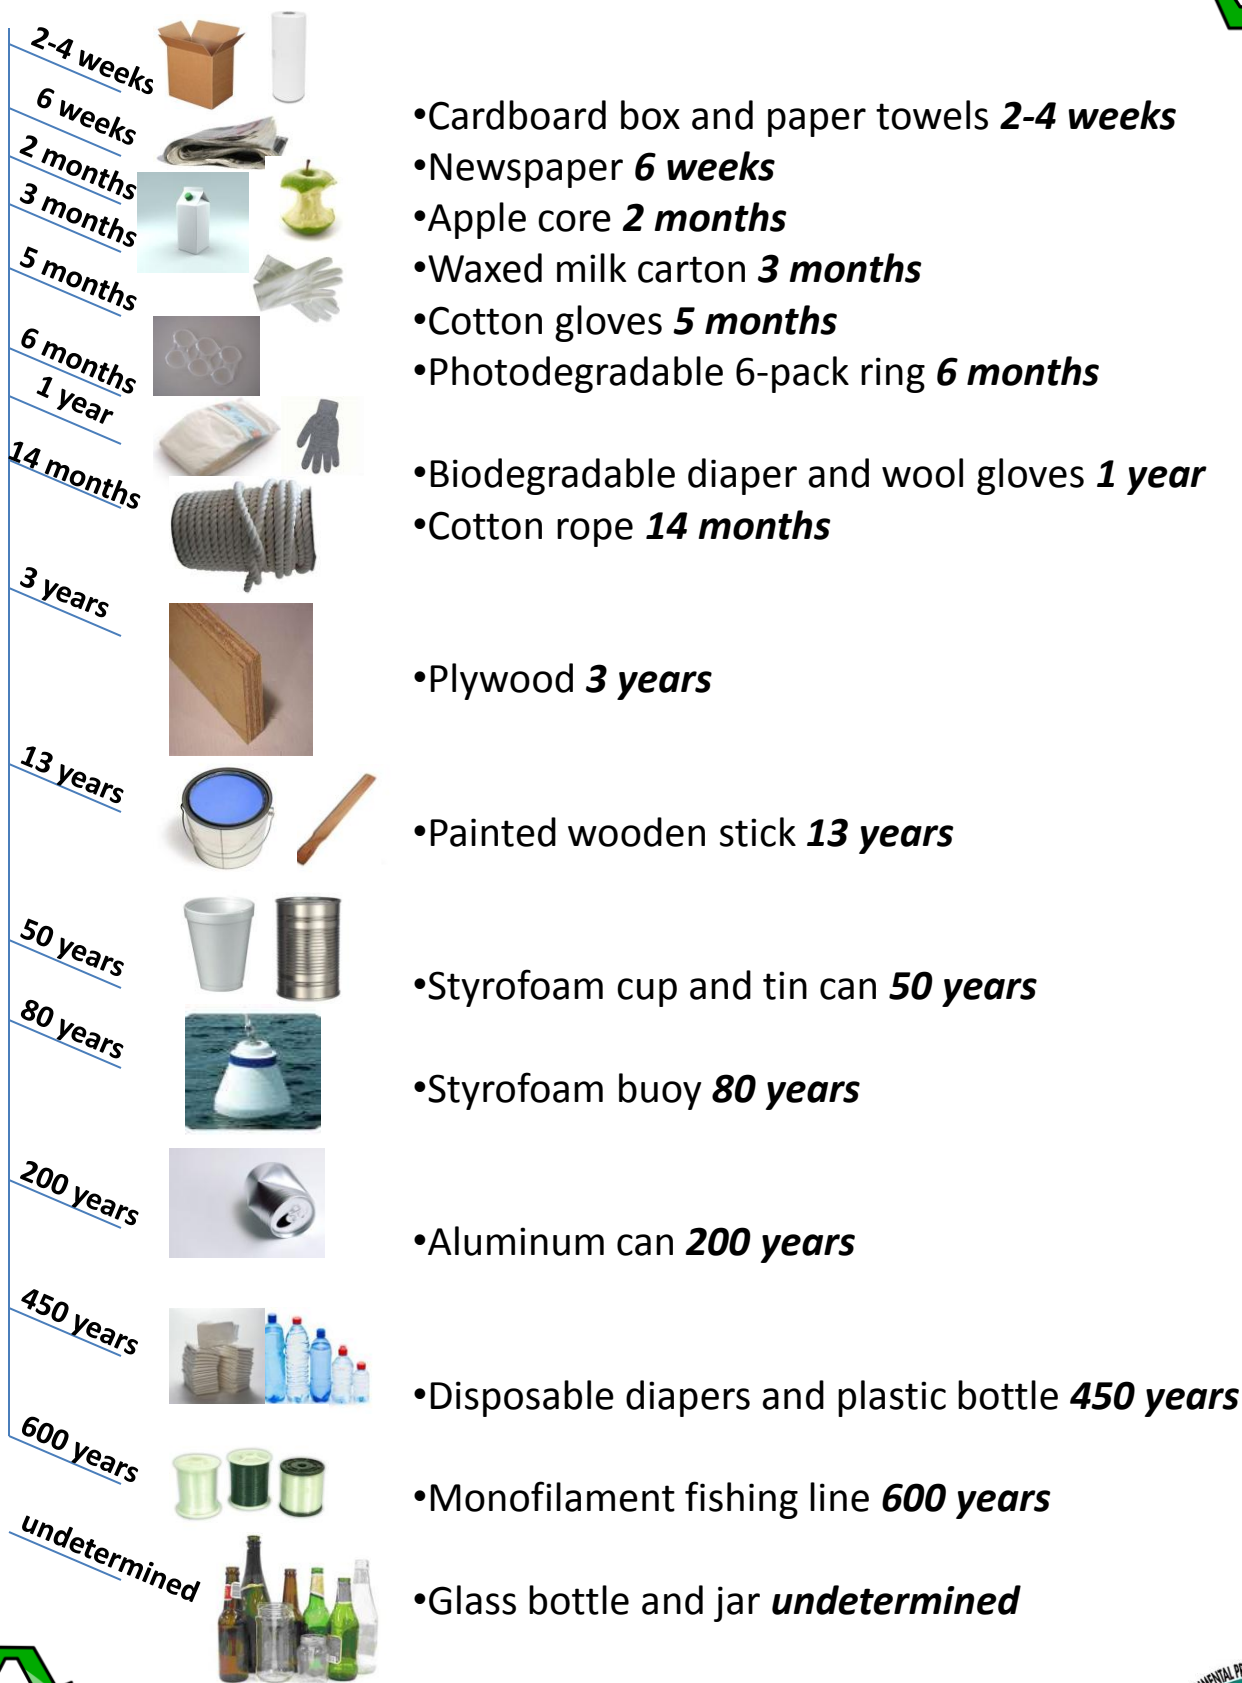 2-4 weeks
6 weeks
2 months
3 months
5 months
6 months
1 year
14 months
3 years
13 years
50 years
80 years
200 years
450 years
600 years
undetermined
•Cardboard box and paper towels 2-4 weeks
•Newspaper 6 weeks
•Apple core 2 months
•Waxed milk carton 3 months
•Cotton gloves 5 months
•Photodegradable 6-pack ring 6 months
•Biodegradable diaper and wool gloves 1 year
•Cotton rope 14 months
•Plywood 3 years
•Painted wooden stick 13 years
•Styrofoam cup and tin can 50 years
•Styrofoam buoy 80 years
•Aluminum can 200 years
•Disposable diapers and plastic bottle 450 years
•Monofilament fishing line 600 years
•Glass bottle and jar undetermined